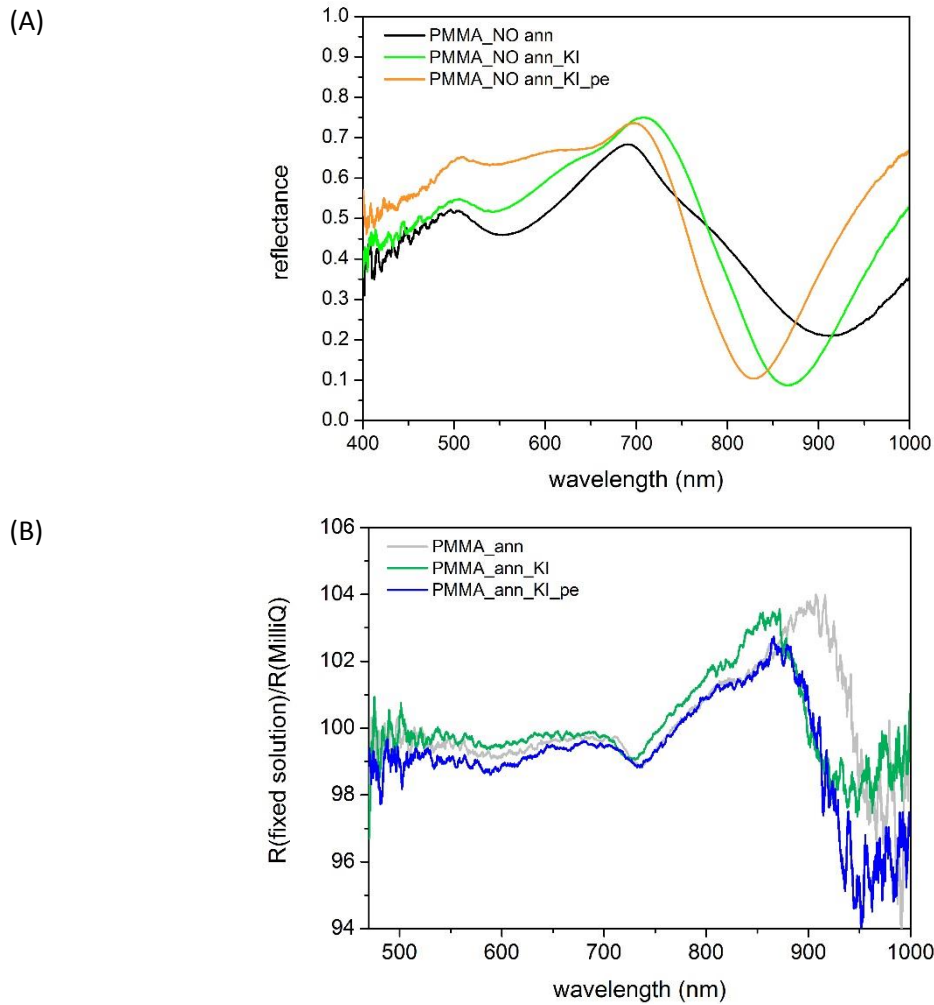 (A)
PMMA_NO ann
PMMA_NO ann_KI
PMMA_NO ann_KI_pe
reflectance
1.0
0.9
0.8
0.7
0.6
0.5
0.4
0.3
0.2
0.1
0.0
400 500 600 700 800 900 1000
wavelength (nm)
(B)
PMMA_ann
PMMA_ann_KI
PMMA_ann_KI_pe
R(fixed solution)/R(MilliQ)
106
104
102
100
98
96
94
500 600 700 800 900 1000
wavelength (nm)